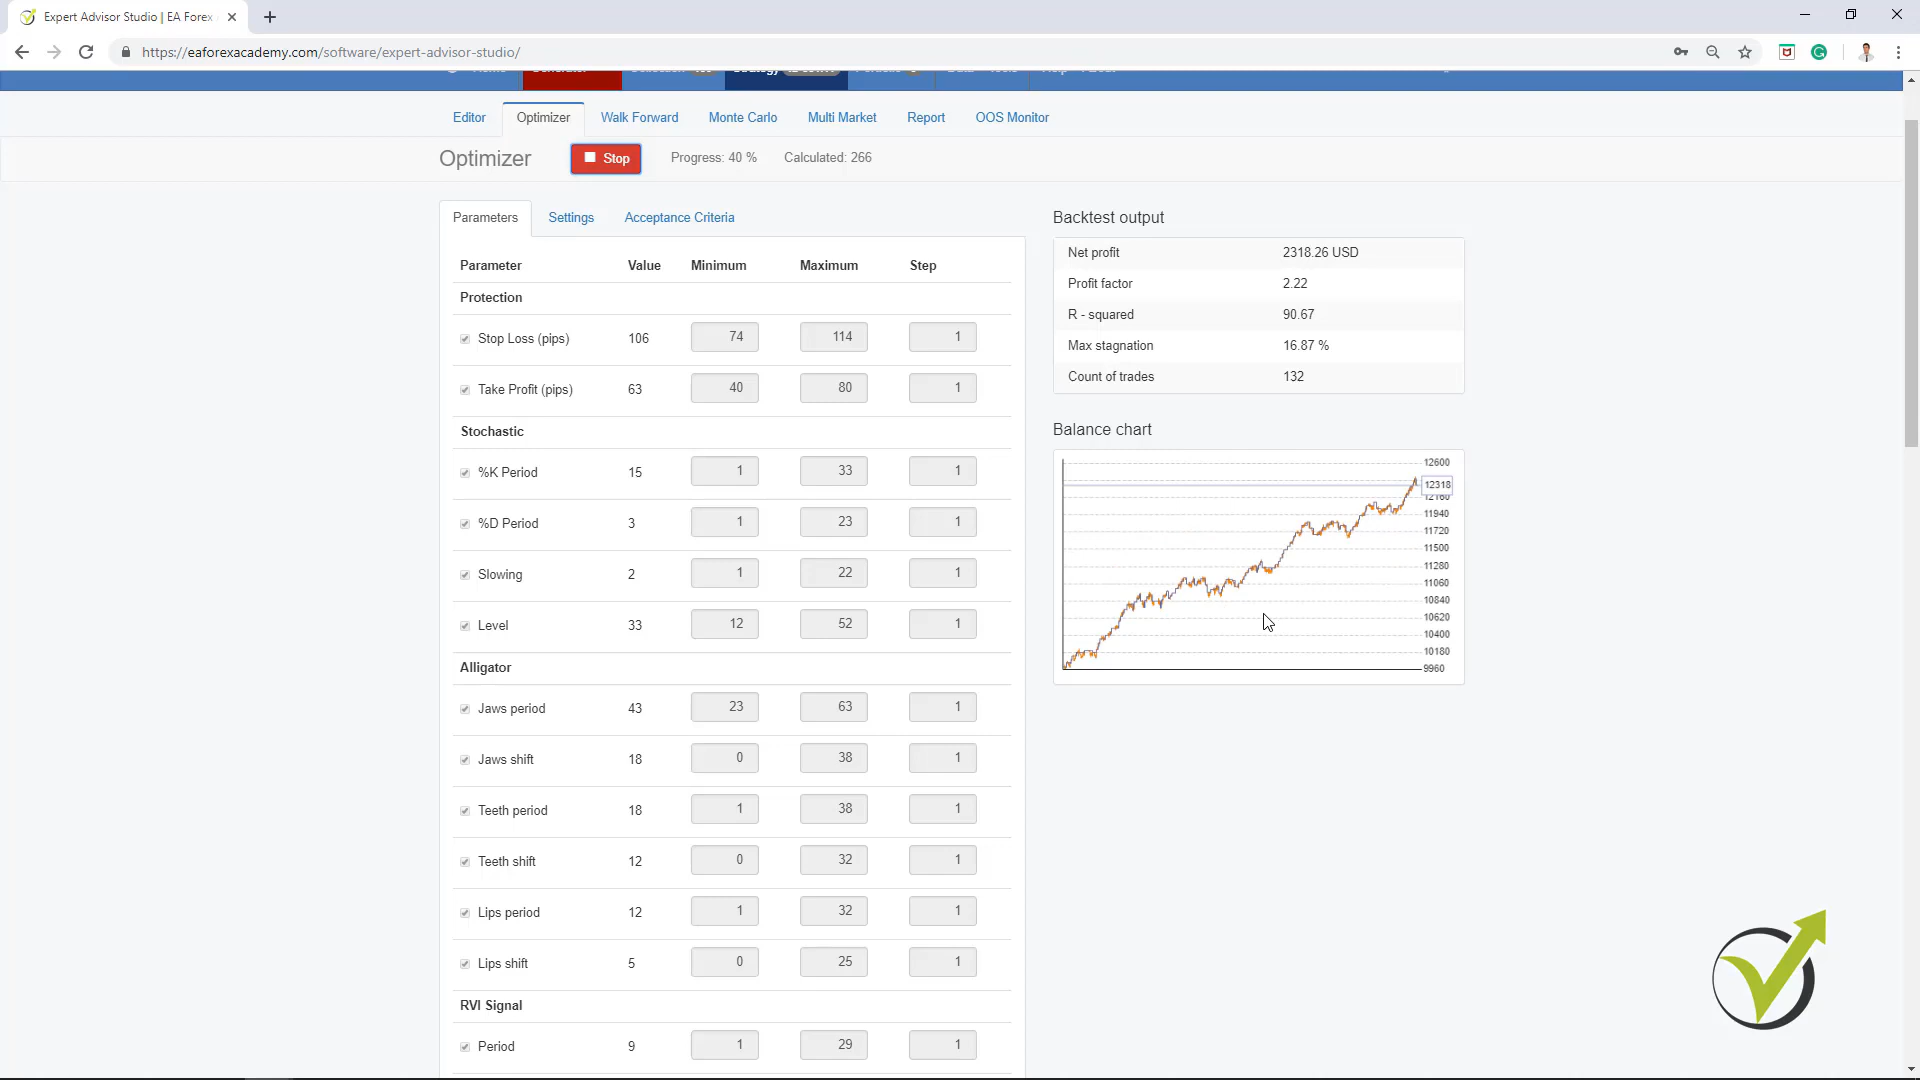 Expert Advisor Studio | EA Forex
https://eaforexacademy.com/software/expert-advisor-studio/
Editor Optimizer Walk Forward Monte Carlo Multi Market Report OOS Monitor
Optimizer Stop Progress: 40 % Calculated: 266
Parameters Settings Acceptance Criteria
Parameter Value Minimum Maximum Step
Protection
Stop Loss (pips) 106 74 114 1
Take Profit (pips) 63 40 80 1
Stochastic
%K Period 15 1 33 1
%D Period 3 1 23 1
Slowing 2 1 22 1
Level 33 12 52 1
Alligator
Jaws period 43 23 63 1
Jaws shift 18 0 38 1
Teeth period 18 1 38 1
Teeth shift 12 0 32 1
Lips period 12 1 32 1
Lips shift 5 0 25 1
RVI Signal
Period 9 1 29 1
Backtest output
Net profit 2318.26 USD
Profit factor 2.22
R - squared 90.67
Max stagnation 16.87 %
Count of trades 132
Balance chart
12600
12318
12160
11940
11720
11500
11280
11060
10840
10620
10400
10180
9960